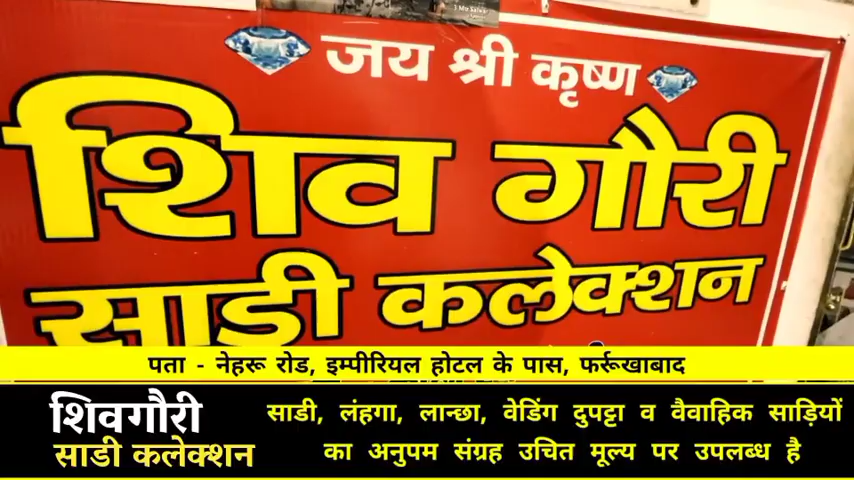 जय श्री कृष्ण
शिव गौरी
साडी कलेक्शन
पता - नेहरू रोड, इम्पीरियल होटल के पास, फर्रूखाबाद
शिवगौरी
साडी कलेक्शन
साडी, लंहगा, लान्छा, वेडिंग दुपट्टा व वैवाहिक साड़ियों
का अनुपम संग्रह उचित मूल्य पर उपलब्ध है